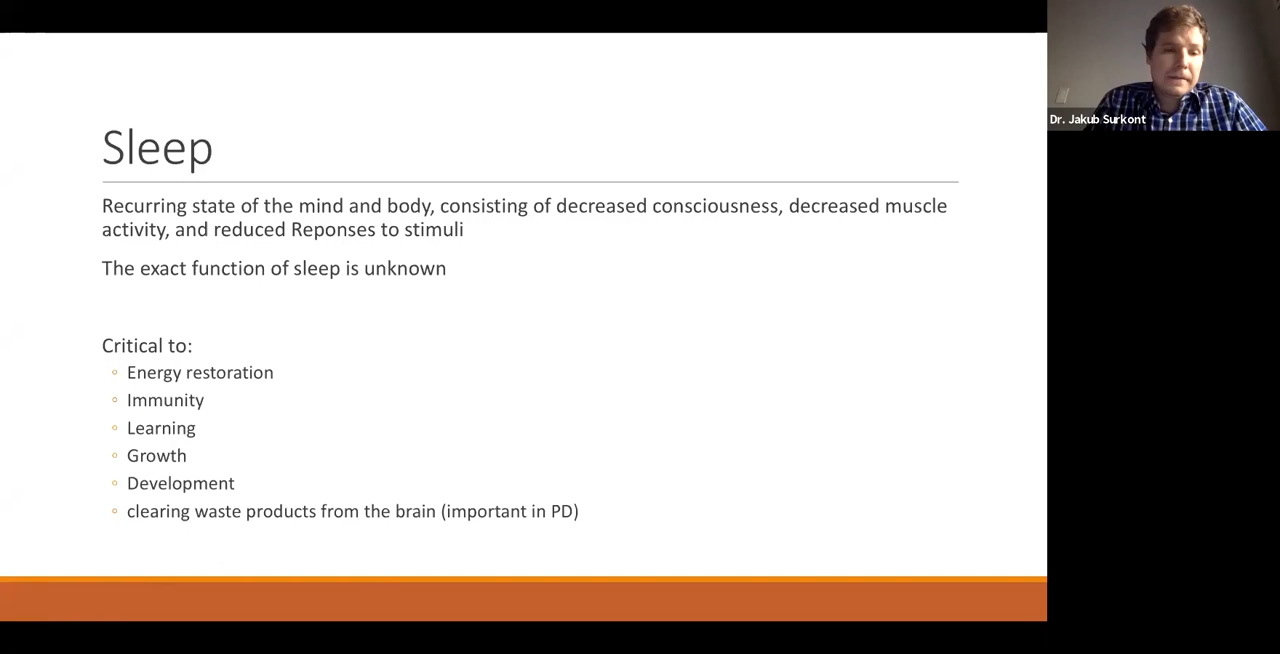 Sleep
Recurring state of the mind and body, consisting of decreased consciousness, decreased muscle
activity, and reduced Reponses to stimuli
The exact function of sleep is unknown
Critical to:
◦ Energy restoration
◦ Immunity
◦ Learning
◦ Growth
◦ Development
◦ clearing waste products from the brain (important in PD)
Dr. Jakub Surkont